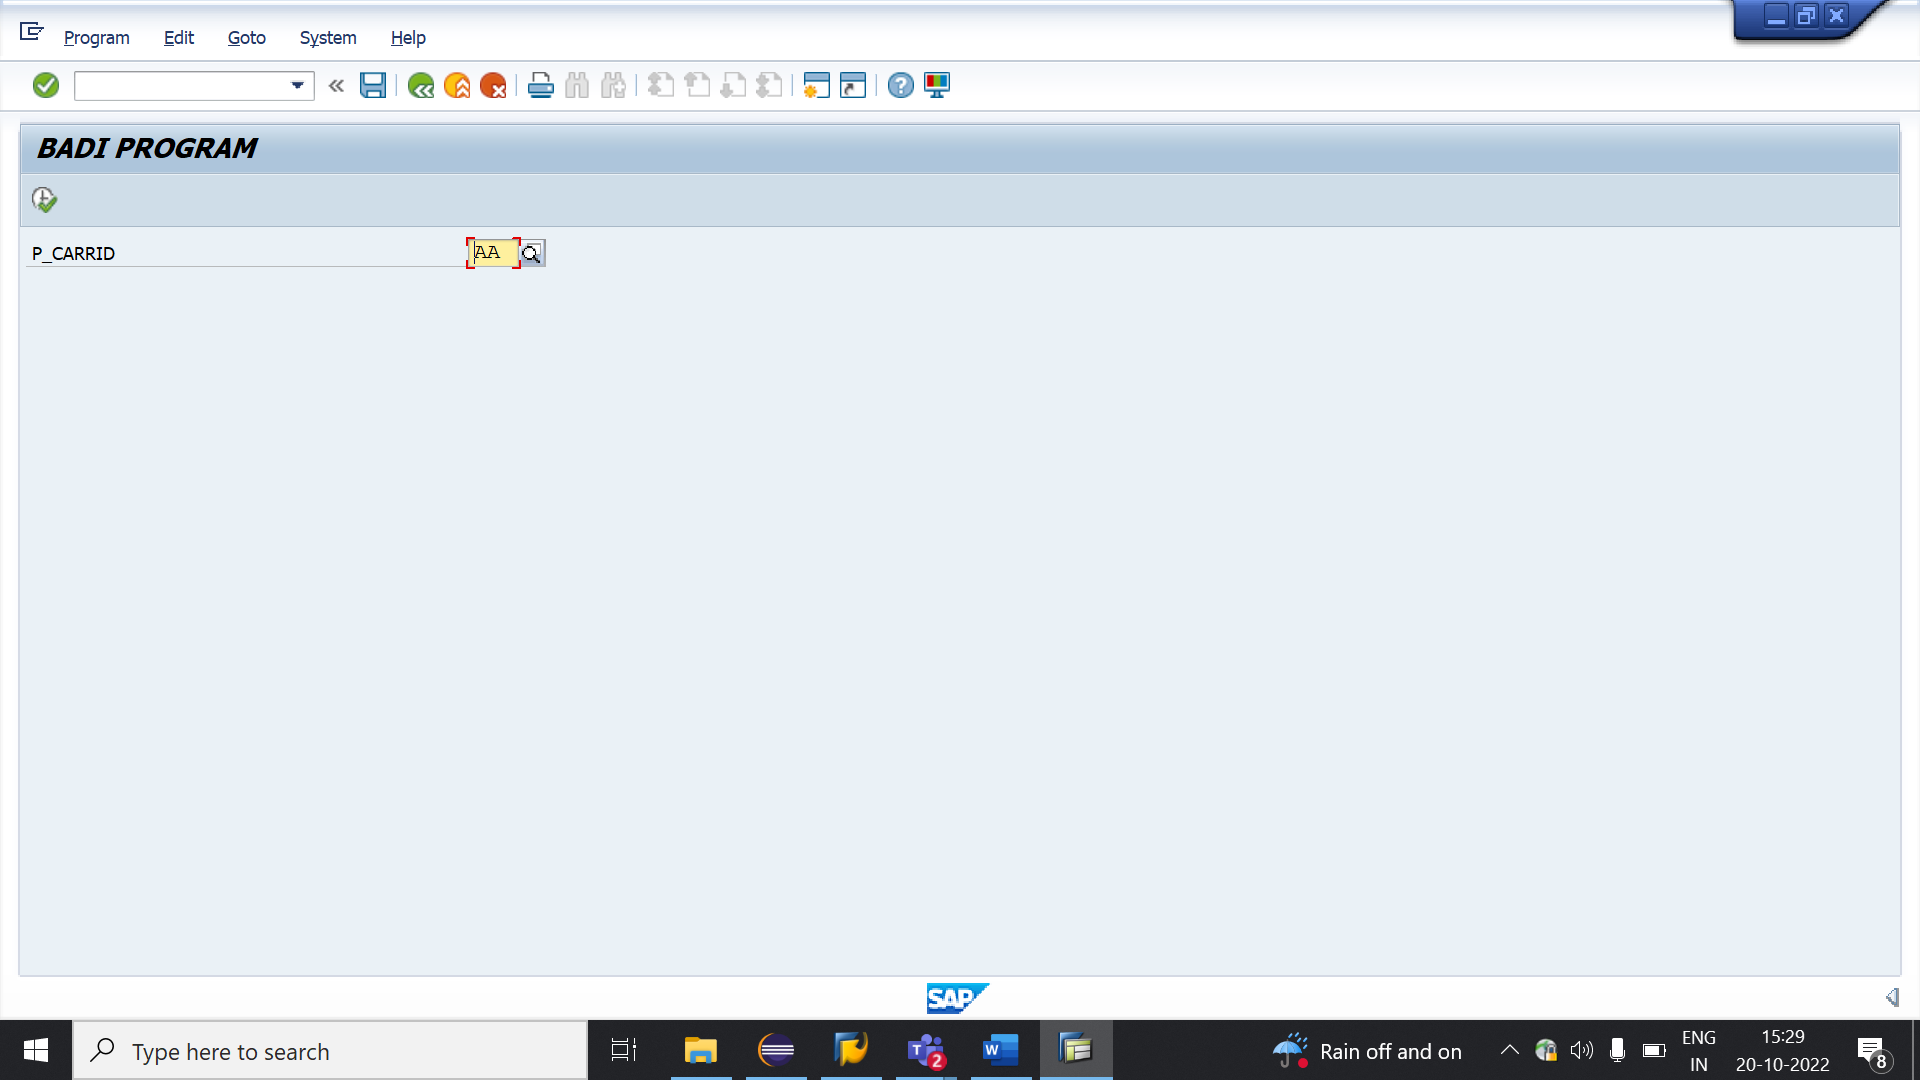 Program Edit Goto System Help
BADI PROGRAM
P_CARRID AA
SAP
Type here to search
T 2
W
Rain off and on
ENG
IN
15:29
20-10-2022
8